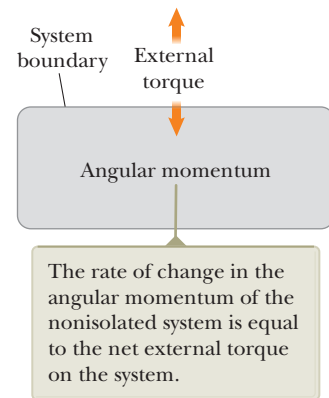 System
boundary
External
torque
Angular momentum
The rate of change in the
angular momentum of the
nonisolated system is equal
to the net external torque
on the system.